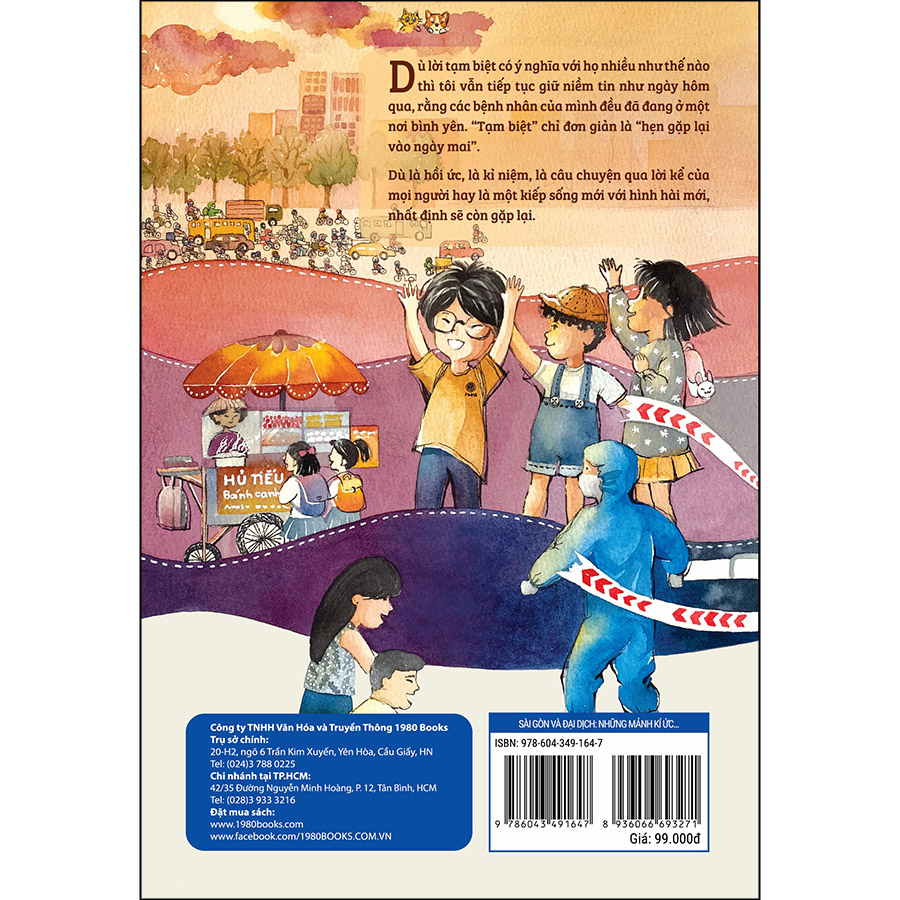 Dù lời tạm biệt có ý nghĩa với họ nhiều như thế nào
thì tôi vẫn tiếp tục giữ niềm tin như ngày hôm
qua, rằng các bệnh nhân của mình đều đã đang ở một
nơi bình yên. “Tạm biệt” chỉ đơn giản là “hẹn gặp lại
vào ngày mai”.
Dù là hồi ức, là kỉ niệm, là câu chuyện qua lời kể của
mọi người hay là một kiếp sống mới với hình hài mới,
nhất định sẽ còn gặp lại.
HỦ TIẾU
Bánh canh
Công ty TNHH Văn Hóa và Truyền Thông 1980 Books
Trụ sở chính:
20-H2, ngõ 6 Trần Kim Xuyến, Yên Hòa, Cầu Giấy, HN
Tel: (024)3 788 0225
Chi nhánh tại TP.HCM:
42/35 Đường Nguyễn Minh Hoàng, P. 12, Tân Bình, HCM
Tel: (028)3 933 3216
Đặt mua sách:
www.1980books.com
www.facebook.com/1980BOOKS.COM.VN
SÀI GÒN VÀ ĐẠI DỊCH: NHỮNG MẢNH KÍ ỨC...
ISBN: 978-604-349-164-7
9 786043 491647
8 936066 693271
Giá: 99.000đ